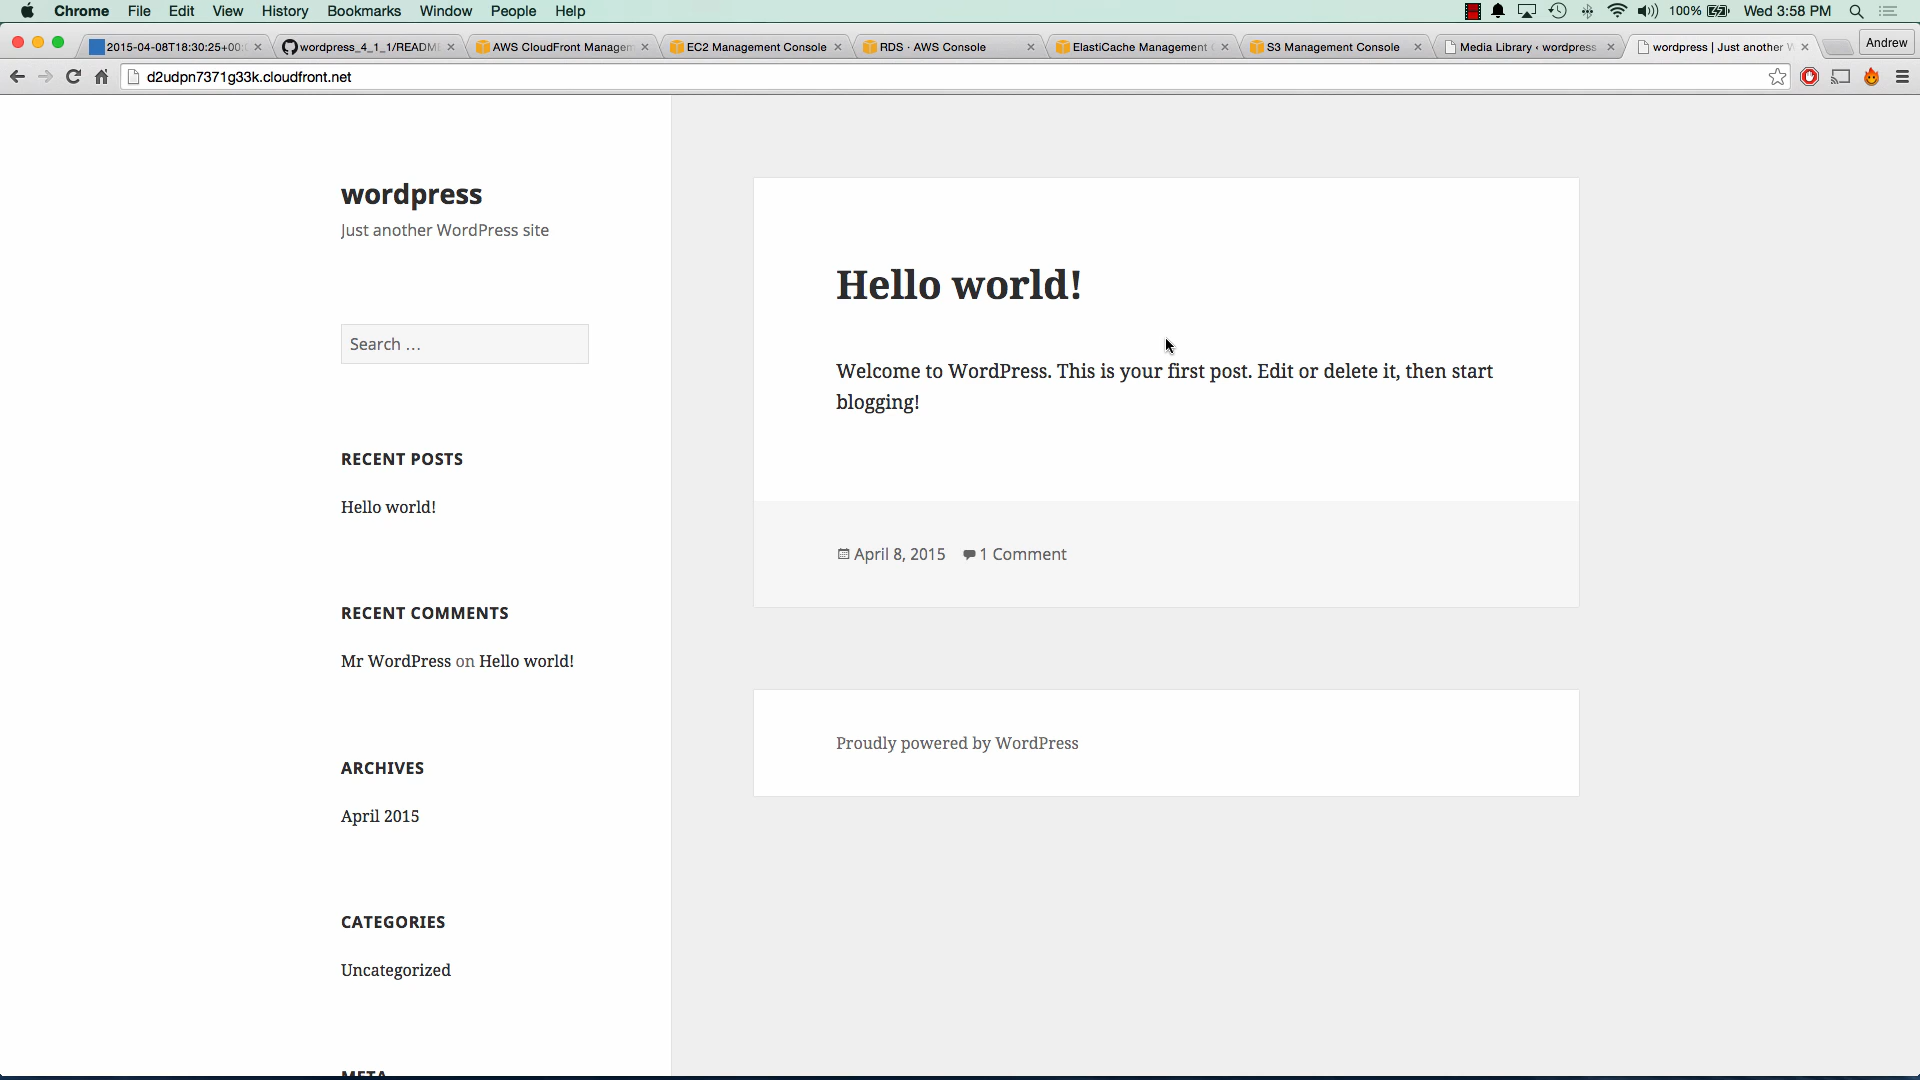 Chrome File Edit View History Bookmarks Window People Help 100% Wed 3:58 PM
2015-04-08T18:30:25+00: wordpress_4_1_1/READM AWS CloudFront Managem EC2 Management Console RDS · AWS Console ElastiCache Management S3 Management Console Media Library ‹ wordpress wordpress | Just another W Andrew
d2udpn7371g33k.cloudfront.net
wordpress
Just another WordPress site
Search …
RECENT POSTS
Hello world!
RECENT COMMENTS
Mr WordPress on Hello world!
ARCHIVES
April 2015
CATEGORIES
Uncategorized
META
Hello world!
Welcome to WordPress. This is your first post. Edit or delete it, then start
blogging!
April 8, 2015 1 Comment
Proudly powered by WordPress